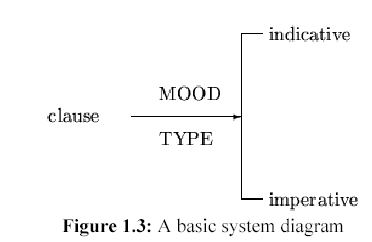 indicative
MOOD
clause
TYPE
imperative
Figure 1.3: A basic system diagram